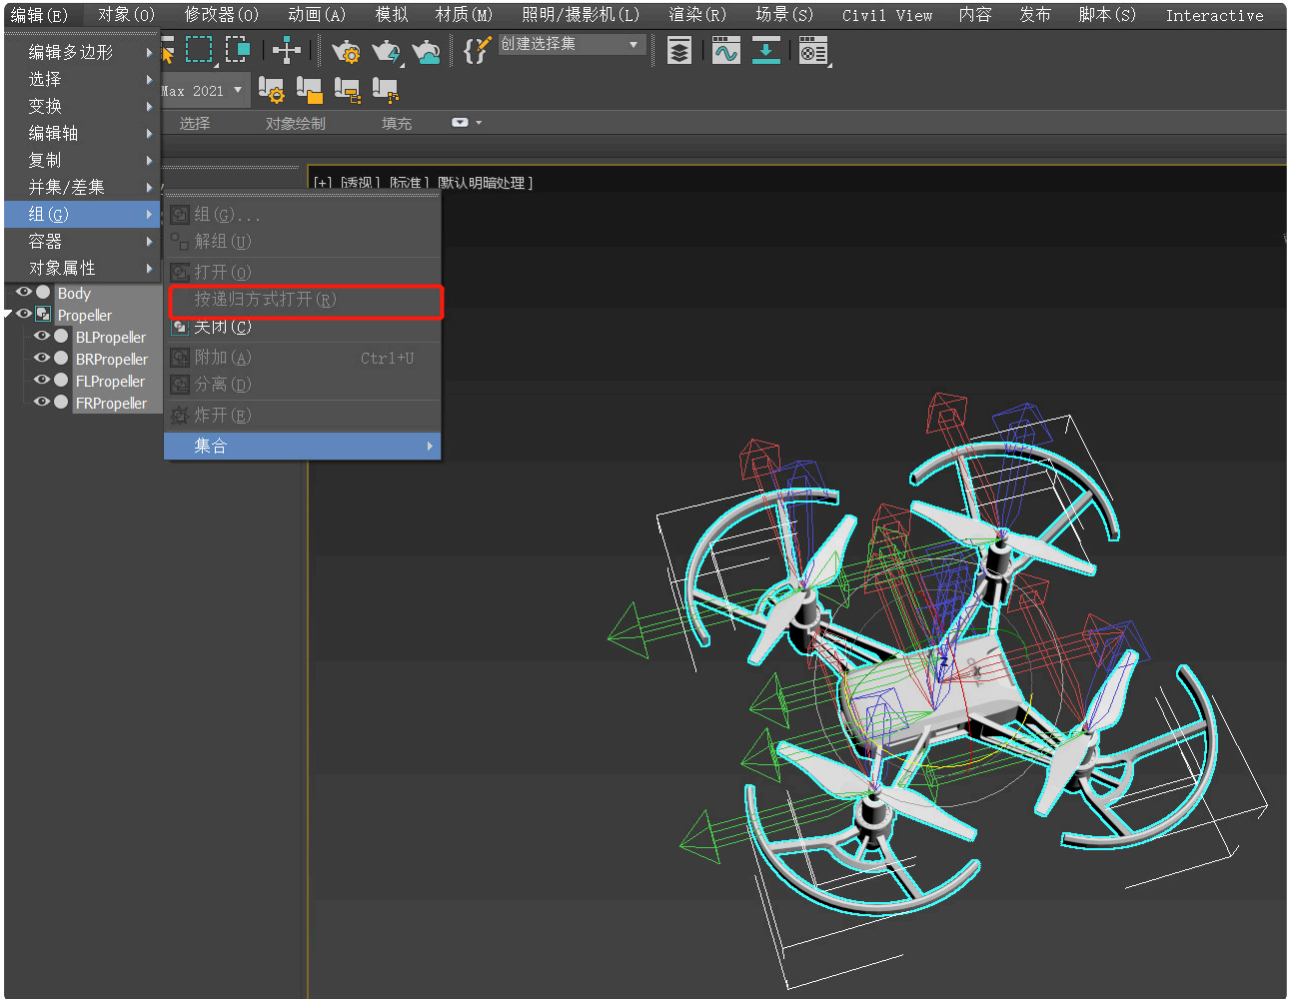 编辑(E) 对象(O) 修改器(O) 动画(A) 模拟 材质(M) 照明/摄影机(L) 渲染(R) 场景(S) Civil View 内容 发布 脚本(S) Interactive
编辑多边形
选择
变换
编辑轴
复制
并集/差集
组(G)
容器
对象属性
创建选择集
Max 2021
选择 对象绘制 填充
[+] [透视] [标准] [默认明暗处理]
组(G)...
解组(U)
打开(O)
按递归方式打开(R)
关闭(C)
附加(A) Ctrl+U
分离(D)
炸开(E)
集合
Body
Propeller
BLPropeller
BRPropeller
FLPropeller
FRPropeller
Z
X